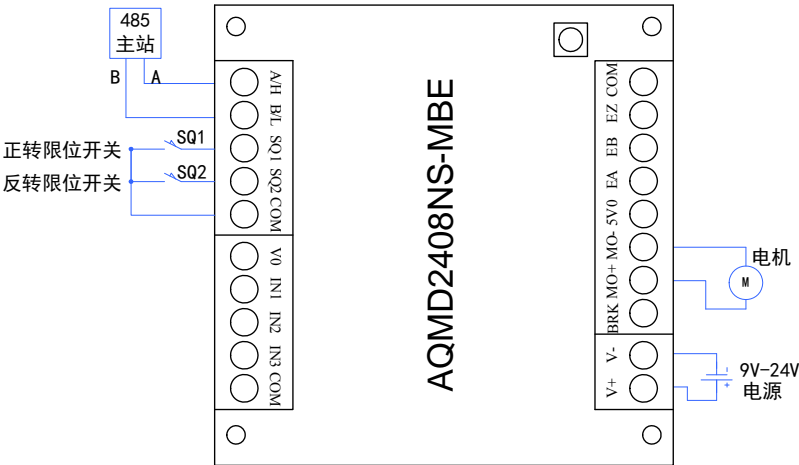 485
主站
B
A
正转限位开关
SQ1
反转限位开关
SQ2
A/H
B/L
SQ1
SQ2
COM
V0
IN1
IN2
IN3
COM
AQMD2408NS-MBE
COM
EZ
EB
EA
5V0
MO-
MO+
BRK
V-
V+
电机
M
-
9V-24V
+
电源